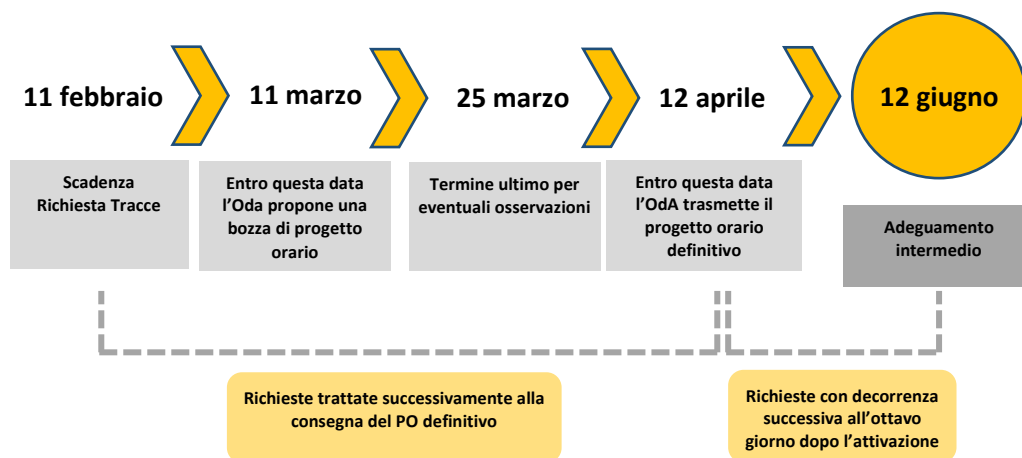 11 febbraio
11 marzo
25 marzo
12 aprile
12 giugno
Scadenza
Richiesta Tracce
Entro questa data
l'Oda propone una
bozza di progetto
orario
Termine ultimo per
eventuali osservazioni
Entro questa data
l'OdA trasmette il
progetto orario
definitivo
Adeguamento
intermedio
Richieste trattate successivamente alla
consegna del PO definitivo
Richieste con decorrenza
successiva all'ottavo
giorno dopo l'attivazione